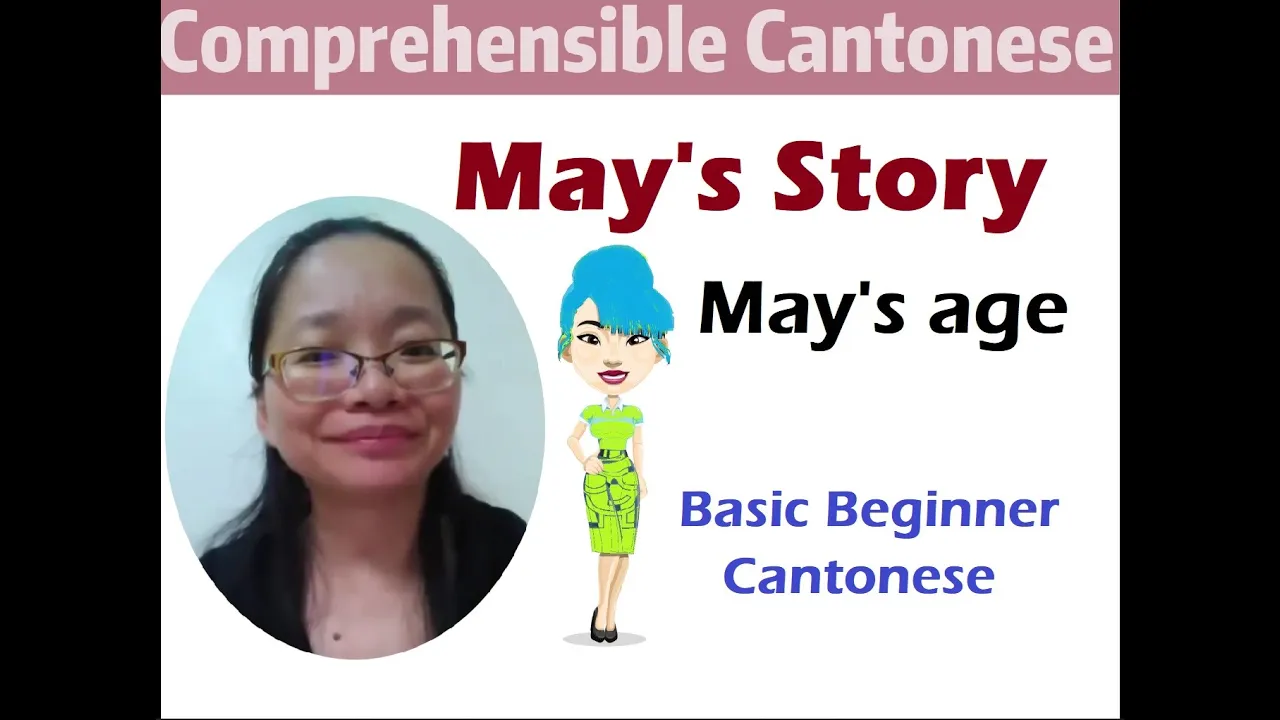 Comprehensible Cantonese
May's Story
May's age
Basic Beginner
Cantonese